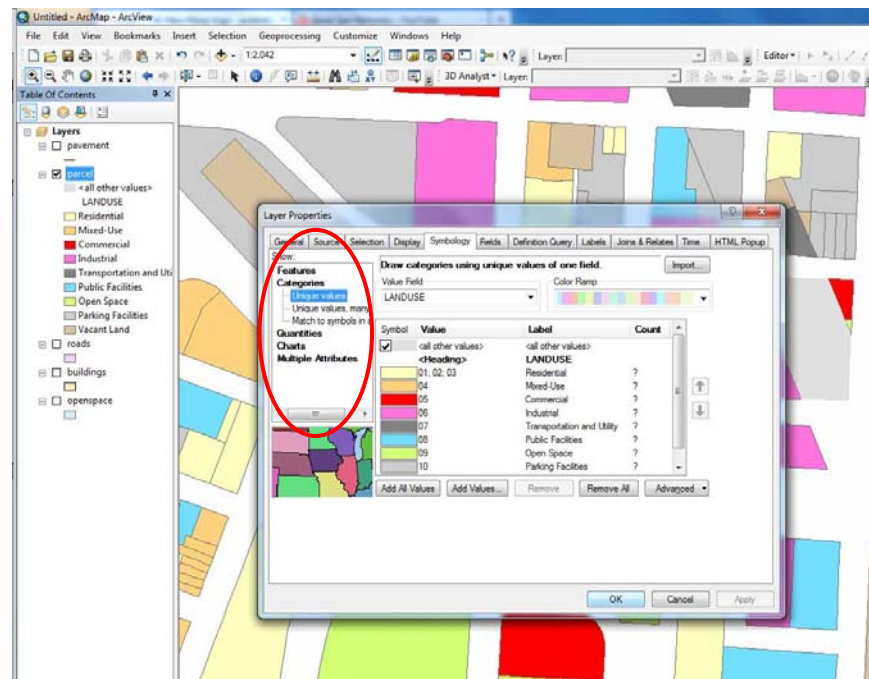 Untitled - ArcMap - ArcView
File Edit View Bookmarks Insert Selection Geoprocessing Customize Windows Help
1:2,042 Layer: Editor
3D Analyst Layer:
Table Of Contents
Layers
pavement
parcel
<all other values>
LANDUSE
Residential
Mixed-Use
Commercial
Industrial
Transportation and Uti
Public Facilities
Open Space
Parking Facilities
Vacant Land
roads
buildings
openspace
Layer Properties
General Source Selection Display Symbology Fields Definition Query Labels Joins & Relates Time HTML Popup
Show:
Features
Categories
Unique values
Unique values, many
Match to symbols in a
Quantities
Charts
Multiple Attributes
Draw categories using unique values of one field. Import...
Value Field Color Ramp
LANDUSE
Symbol Value Label Count
<all other values> <all other values>
<Heading> LANDUSE
01; 02; 03 Residential ?
04 Mixed-Use ?
05 Commercial ?
06 Industrial ?
07 Transportation and Utility ?
08 Public Facilities ?
09 Open Space ?
10 Parking Facilities ?
Add All Values Add Values... Remove Remove All Advanced
OK Cancel Apply